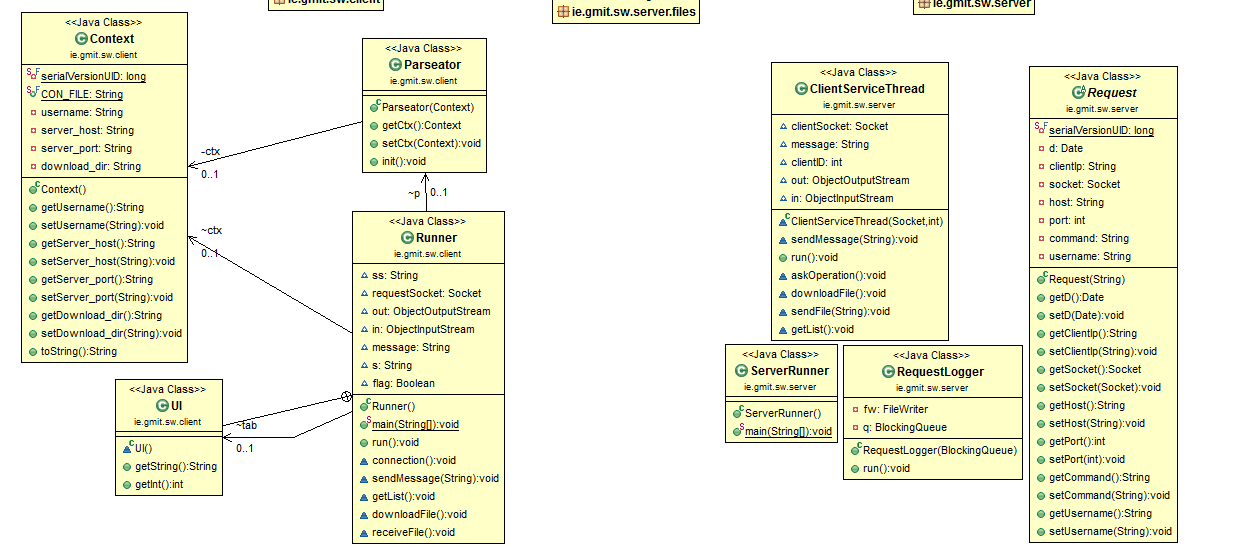 ie.gmit.sw.client
ie.gmit.sw.server.files
ie.gmit.sw.server
<<Java Class>>
Context
ie.gmit.sw.client
serialVersionUID: long
CON_FILE: String
username: String
server_host: String
server_port: String
download_dir: String
Context()
getUsername():String
setUsername(String):void
getServer_host():String
setServer_host(String):void
getServer_port():String
setServer_port(String):void
getDownload_dir():String
setDownload_dir(String):void
toString():String
-ctx
0..1
~ctx
0..1
<<Java Class>>
Parseator
ie.gmit.sw.client
Parseator(Context)
getCtx():Context
setCtx(Context):void
init():void
~p
0..1
<<Java Class>>
Runner
ie.gmit.sw.client
ss: String
requestSocket: Socket
out: ObjectOutputStream
in: ObjectInputStream
message: String
s: String
flag: Boolean
Runner()
main(String[]):void
run():void
connection():void
sendMessage(String):void
getList():void
downloadFile():void
receiveFile():void
<<Java Class>>
UI
ie.gmit.sw.client
UI()
getString():String
getInt():int
~tab
0..1
<<Java Class>>
ClientServiceThread
ie.gmit.sw.server
clientSocket: Socket
message: String
clientID: int
out: ObjectOutputStream
in: ObjectInputStream
ClientServiceThread(Socket,int)
sendMessage(String):void
run():void
askOperation():void
downloadFile():void
sendFile(String):void
getList():void
<<Java Class>>
ServerRunner
ie.gmit.sw.server
ServerRunner()
main(String[]):void
<<Java Class>>
RequestLogger
ie.gmit.sw.server
fw: FileWriter
q: BlockingQueue
RequestLogger(BlockingQueue)
run():void
<<Java Class>>
Request
ie.gmit.sw.server
serialVersionUID: long
d: Date
clientIp: String
socket: Socket
host: String
port: int
command: String
username: String
Request(String)
getD():Date
setD(Date):void
getClientIp():String
setClientIp(String):void
getSocket():Socket
setSocket(Socket):void
getHost():String
setHost(String):void
getPort():int
setPort(int):void
getCommand():String
setCommand(String):void
getUsername():String
setUsername(String):void